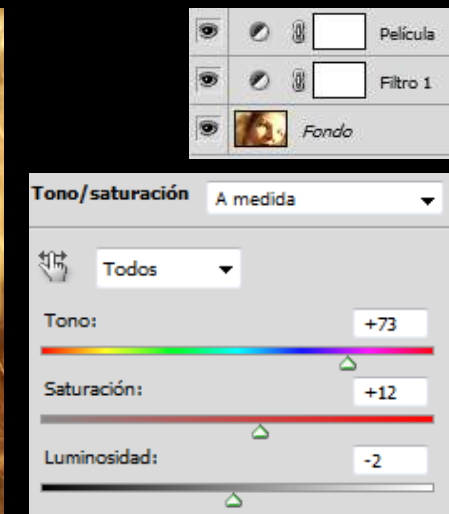 Película
Filtro 1
Fondo
Tono/saturación A medida
Todos
Tono: +73
Saturación: +12
Luminosidad: -2